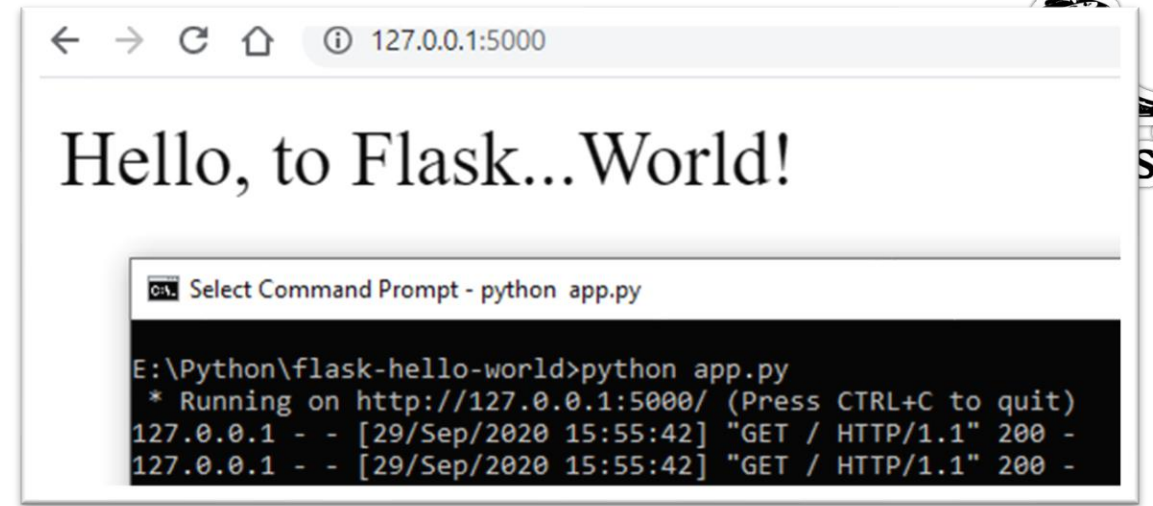 127.0.0.1:5000
Hello, to Flask...World!
Select Command Prompt - python app.py
E:\Python\flask-hello-world>python app.py
* Running on http://127.0.0.1:5000/ (Press CTRL+C to quit)
127.0.0.1 - - [29/Sep/2020 15:55:42] "GET / HTTP/1.1" 200 -
127.0.0.1 - - [29/Sep/2020 15:55:42] "GET / HTTP/1.1" 200 -